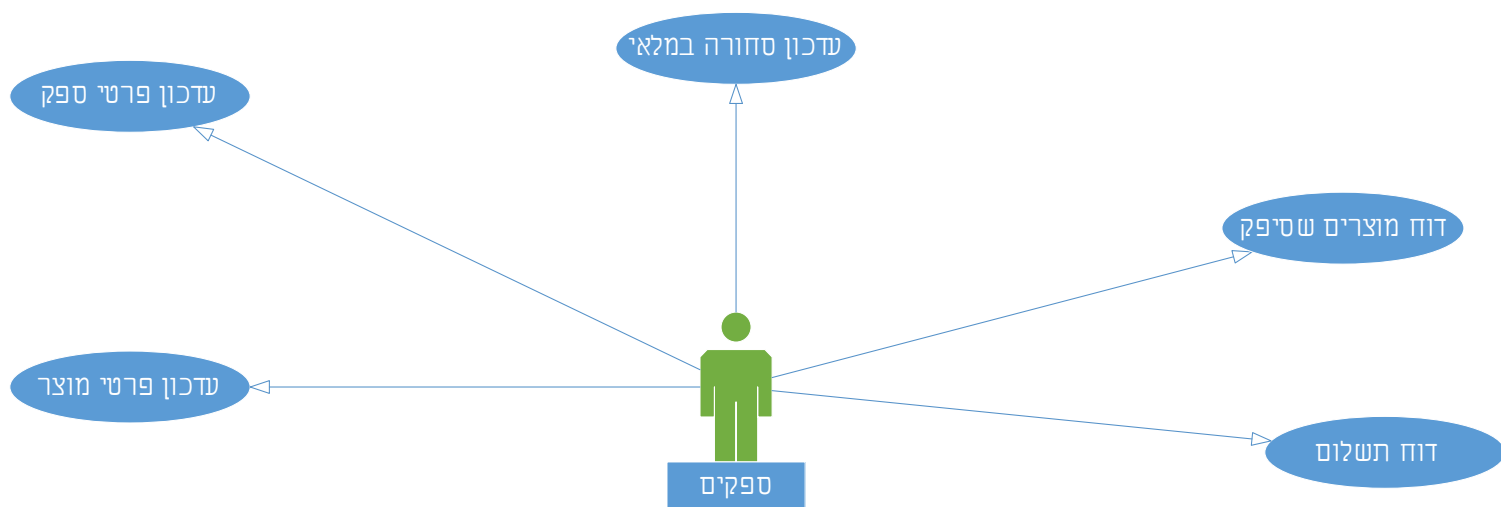 עדכון סחורה במלאי
עדכון פרטי ספק
דוח מוצרים שסיפק
עדכון פרטי מוצר
דוח תשלום
ספקים